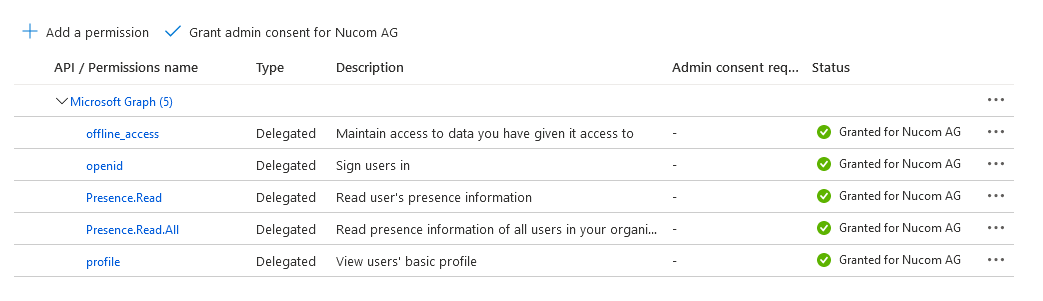 Add a permission Grant admin consent for Nucom AG
API / Permissions name Type Description Admin consent req... Status
Microsoft Graph (5)
offline_access Delegated Maintain access to data you have given it access to - Granted for Nucom AG
openid Delegated Sign users in - Granted for Nucom AG
Presence.Read Delegated Read user's presence information - Granted for Nucom AG
Presence.Read.All Delegated Read presence information of all users in your organi... - Granted for Nucom AG
profile Delegated View users' basic profile - Granted for Nucom AG